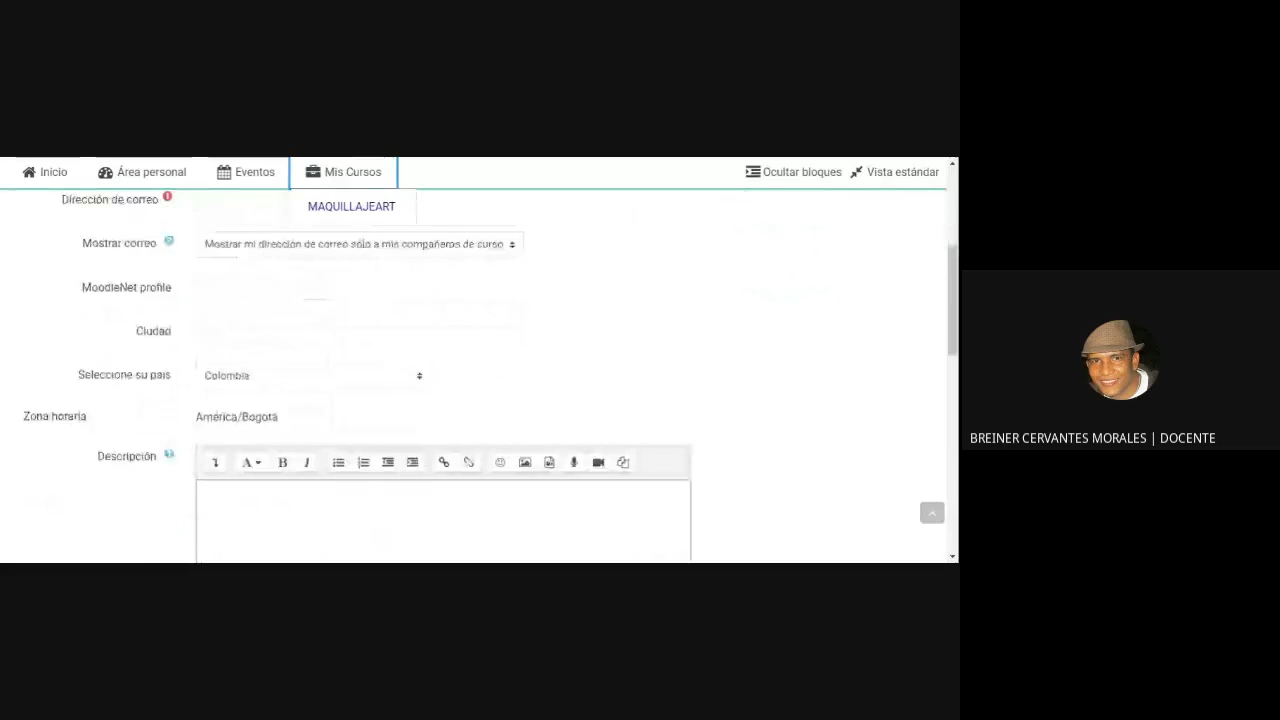 Inicio Área personal Eventos Mis Cursos Ocultar bloques Vista estándar
Dirección de correo
MAQUILLAJEART
Mostrar correo Mostrar mi dirección de correo sólo a mis compañeros de curso
MoodleNet profile
Ciudad
Seleccione su país Colombia
Zona horaria América/Bogotá
Descripción
BREINER CERVANTES MORALES | DOCENTE